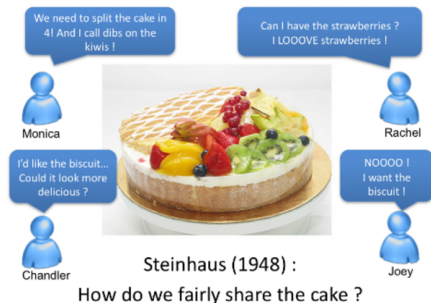 We need to split the cake in
4! And I call dibs on the
kiwis !
Can I have the strawberries ?
I LOOOVE strawberries !
Monica
Rachel
I'd like the biscuit...
Could it look more
delicious ?
NOOOO !
I want the
biscuit !
Chandler
Joey
Steinhaus (1948) :
How do we fairly share the cake ?